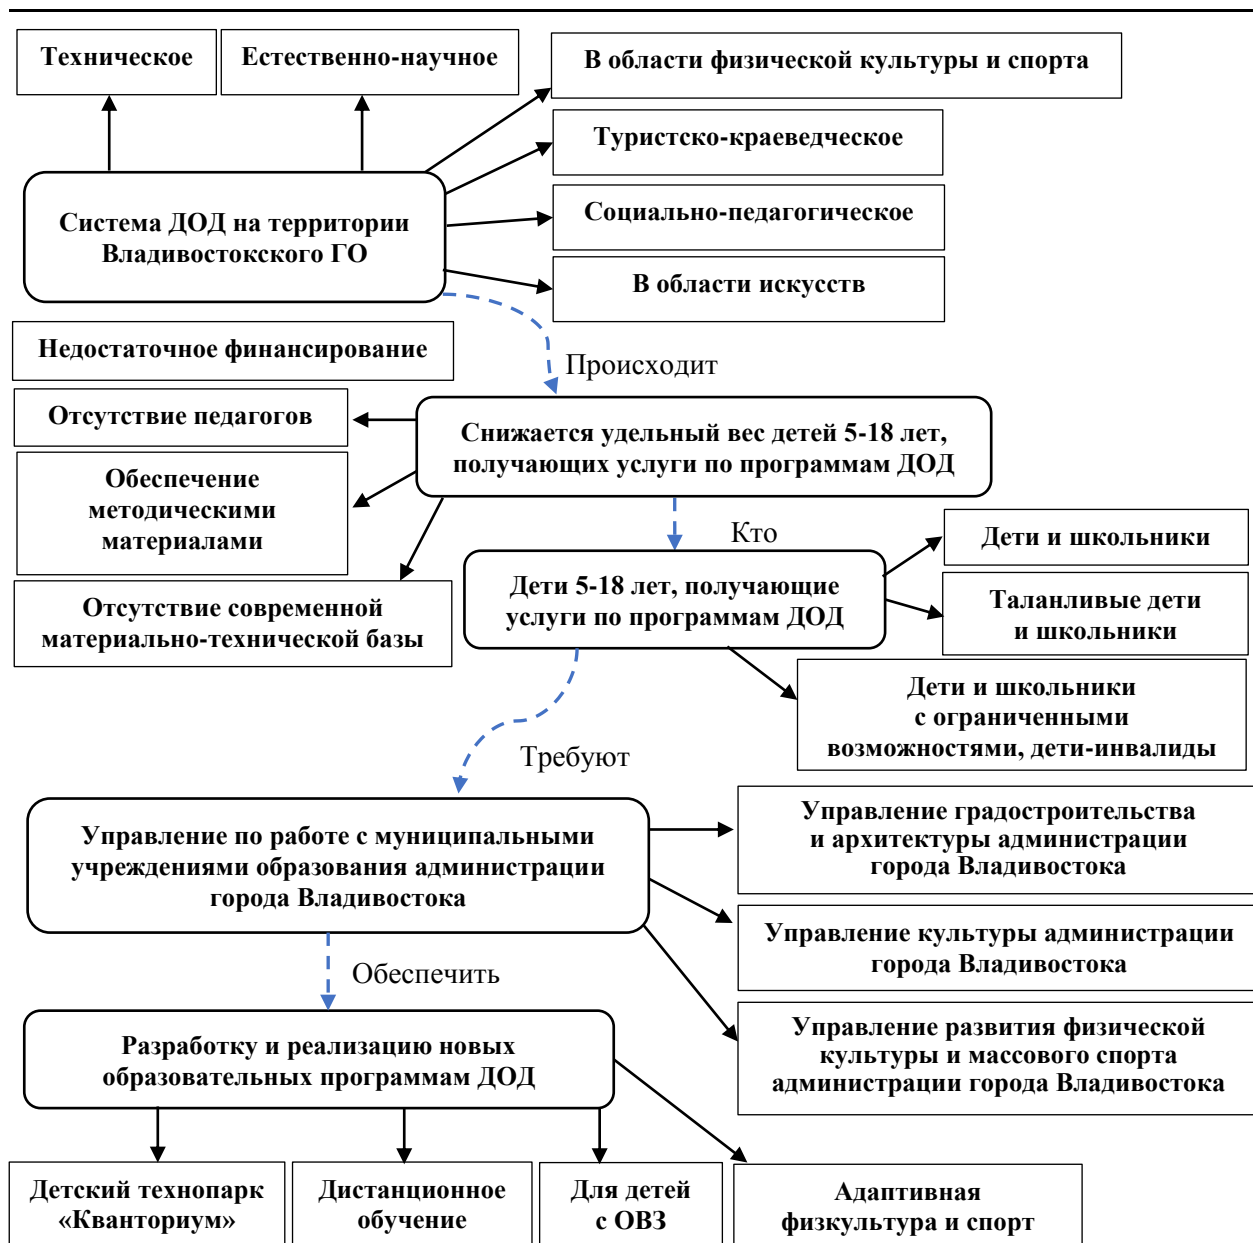 Техническое
Естественно-научное
В области физической культуры и спорта
Туристско-краеведческое
Система ДОД на территории
Владивостокского ГО
Социально-педагогическое
В области искусств
Недостаточное финансирование
Происходит
Отсутствие педагогов
Снижается удельный вес детей 5-18 лет,
получающих услуги по программам ДОД
Обеспечение
методическими
материалами
Кто
Дети и школьники
Отсутствие современной
материально-технической базы
Дети 5-18 лет, получающие
услуги по программам ДОД
Таланливые дети
и школьники
Дети и школьники
с ограниченными
возможностями, дети-инвалиды
Требуют
Управление по работе с муниципальными
учреждениями образования администрации
города Владивостока
Управление градостроительства
и архитектуры администрации
города Владивостока
Управление культуры администрации
города Владивостока
Обеспечить
Управление развития физической
культуры и массового спорта
администрации города Владивостока
Разработку и реализацию новых
образовательных программам ДОД
Детский технопарк
«Кванториум»
Дистанционное
обучение
Для детей
с ОВЗ
Адаптивная
физкультура и спорт